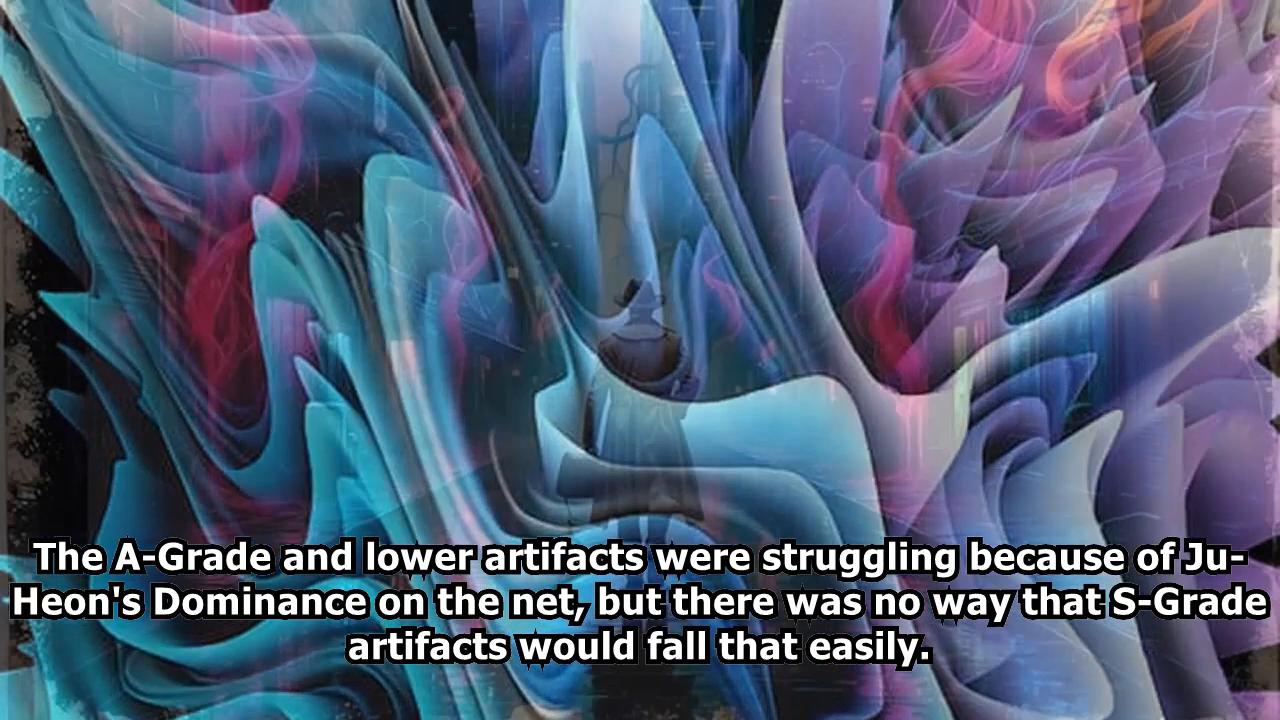 The A-Grade and lower artifacts were struggling because of Ju-
Heon's Dominance on the net, but there was no way that S-Grade
artifacts would fall that easily.